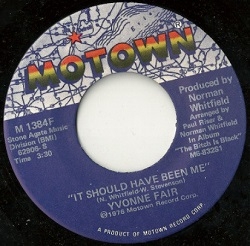 MOTOWN®
M 1384F
Stone Agate Music
Division (BMI)
62905-S
Time 3:30
Produced by
Norman
Whitfield
Arranged by
Paul Riser &
Norman Whitfield
In Album
"The Bitch Is Black"
M6-832S1
"IT SHOULD HAVE BEEN ME"
(N. Whitfield-W. Stevenson)
YVONNE FAIR
℗1976 Motown Record Corp.
A PRODUCT OF MOTOWN RECORD CORP.